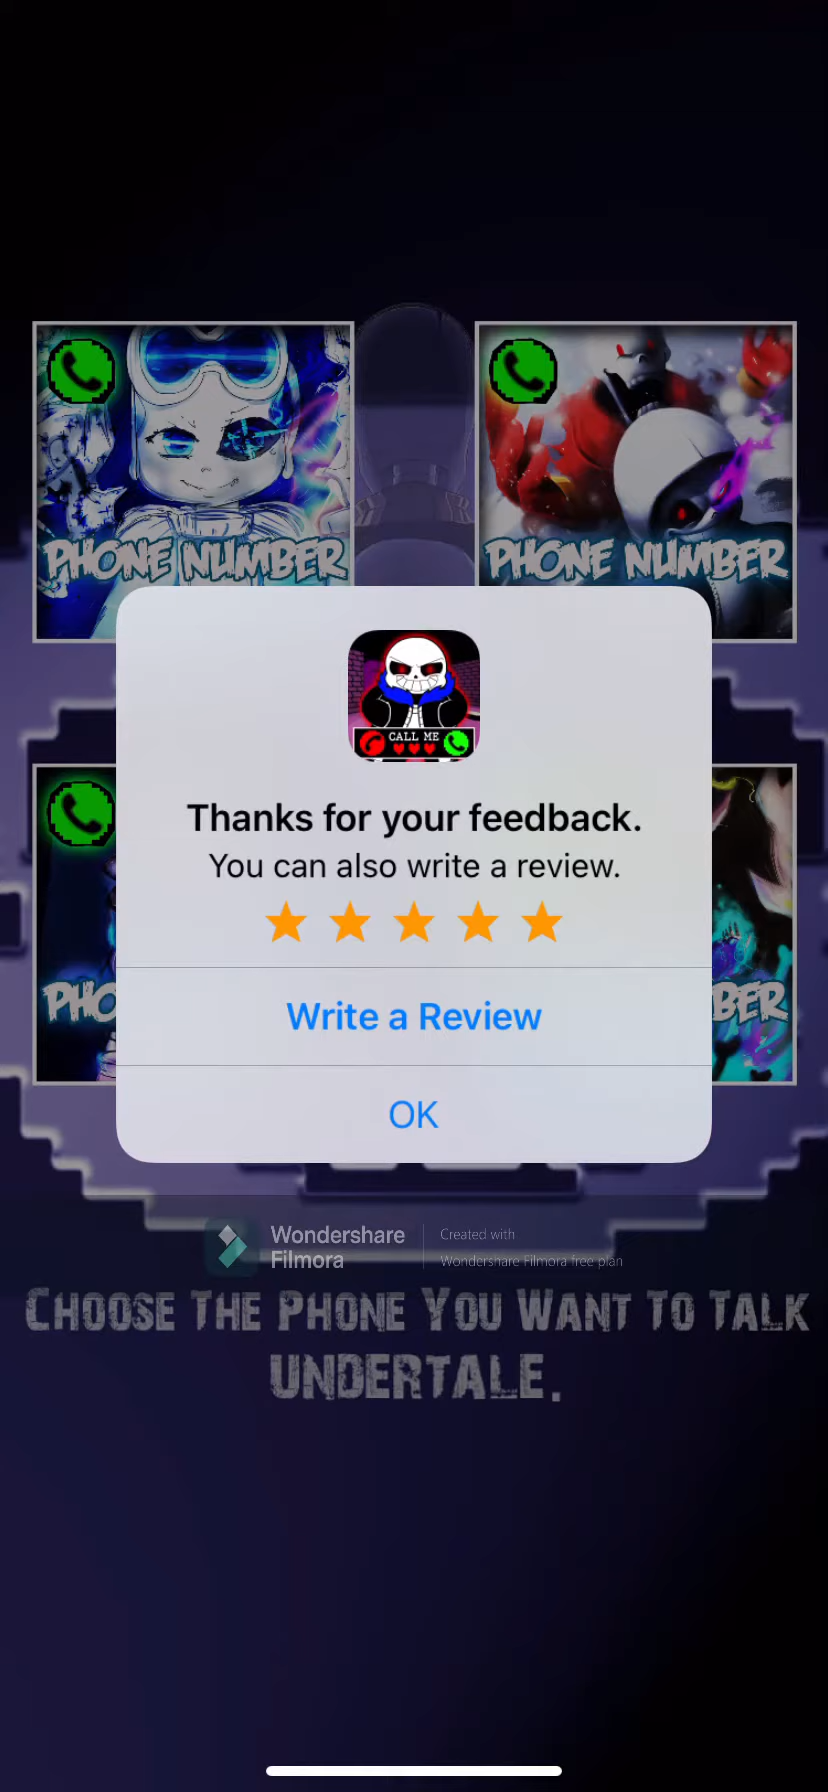 PHONE NUMBER
PHONE NUMBER
CALL ME
Thanks for your feedback.
You can also write a review.
PHO
BER
Write a Review
OK
Wondershare
Filmora
Created with
Wondershare Filmora free plan
CHOOSE THE PHONE YOU WANT TO TALK
UNDERTALE.